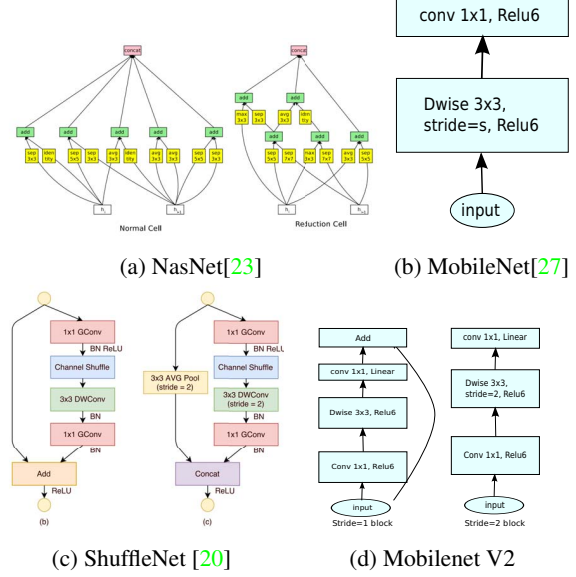 concat
add
add
add
add
add
sep 3x3
iden tity
sep 5x5
sep 3x3
avg 3x3
iden tity
avg 3x3
avg 3x3
sep 5x5
sep 3x3
Normal Cell
concat
add
add
add
add
add
max 3x3
sep 3x3
avg 3x3
iden tity
sep 5x5
sep 7x7
max 3x3
sep 7x7
avg 3x3
sep 5x5
Reduction Cell
(a) NasNet[23]
conv 1x1, Relu6
Dwise 3x3,
stride=s, Relu6
input
(b) MobileNet[27]
1x1 GConv
BN ReLU
Channel Shuffle
3x3 DWConv
BN
1x1 GConv
BN
Add
ReLU
(b)
3x3 AVG Pool
(stride = 2)
1x1 GConv
BN ReLU
Channel Shuffle
3x3 DWConv
(stride = 2)
BN
1x1 GConv
BN
Concat
ReLU
(c)
(c) ShuffleNet [20]
Add
conv 1x1, Linear
Dwise 3x3, Relu6
Conv 1x1, Relu6
input
Stride=1 block
conv 1x1, Linear
Dwise 3x3,
stride=2, Relu6
Conv 1x1, Relu6
input
Stride=2 block
(d) Mobilenet V2